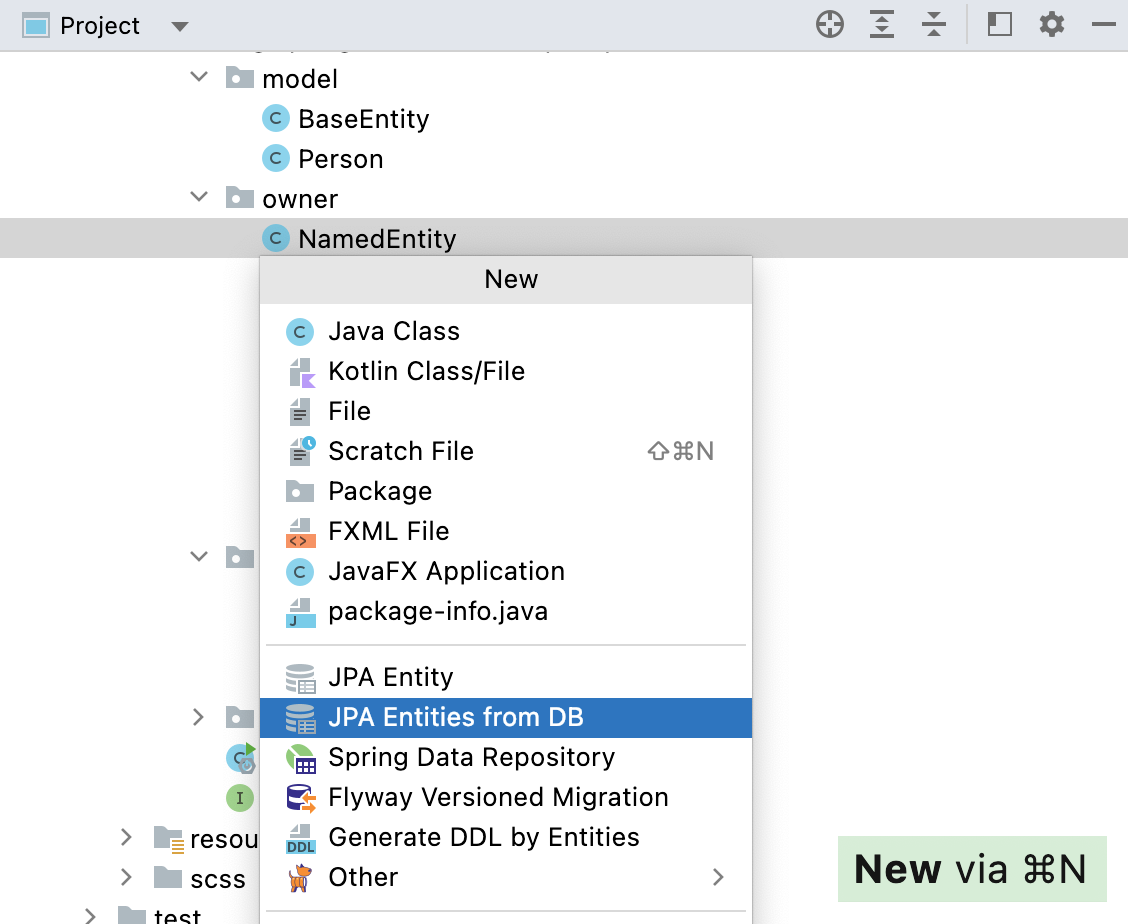 Project
model
C BaseEntity
C Person
owner
C NamedEntity
New
C Java Class
Kotlin Class/File
File
Scratch File ⇧⌘N
Package
<> FXML File
C JavaFX Application
J package-info.java
JPA Entity
JPA Entities from DB
Spring Data Repository
Flyway Versioned Migration
I
DDL Generate DDL by Entities
resou
Other
scss
test
New via ⌘N